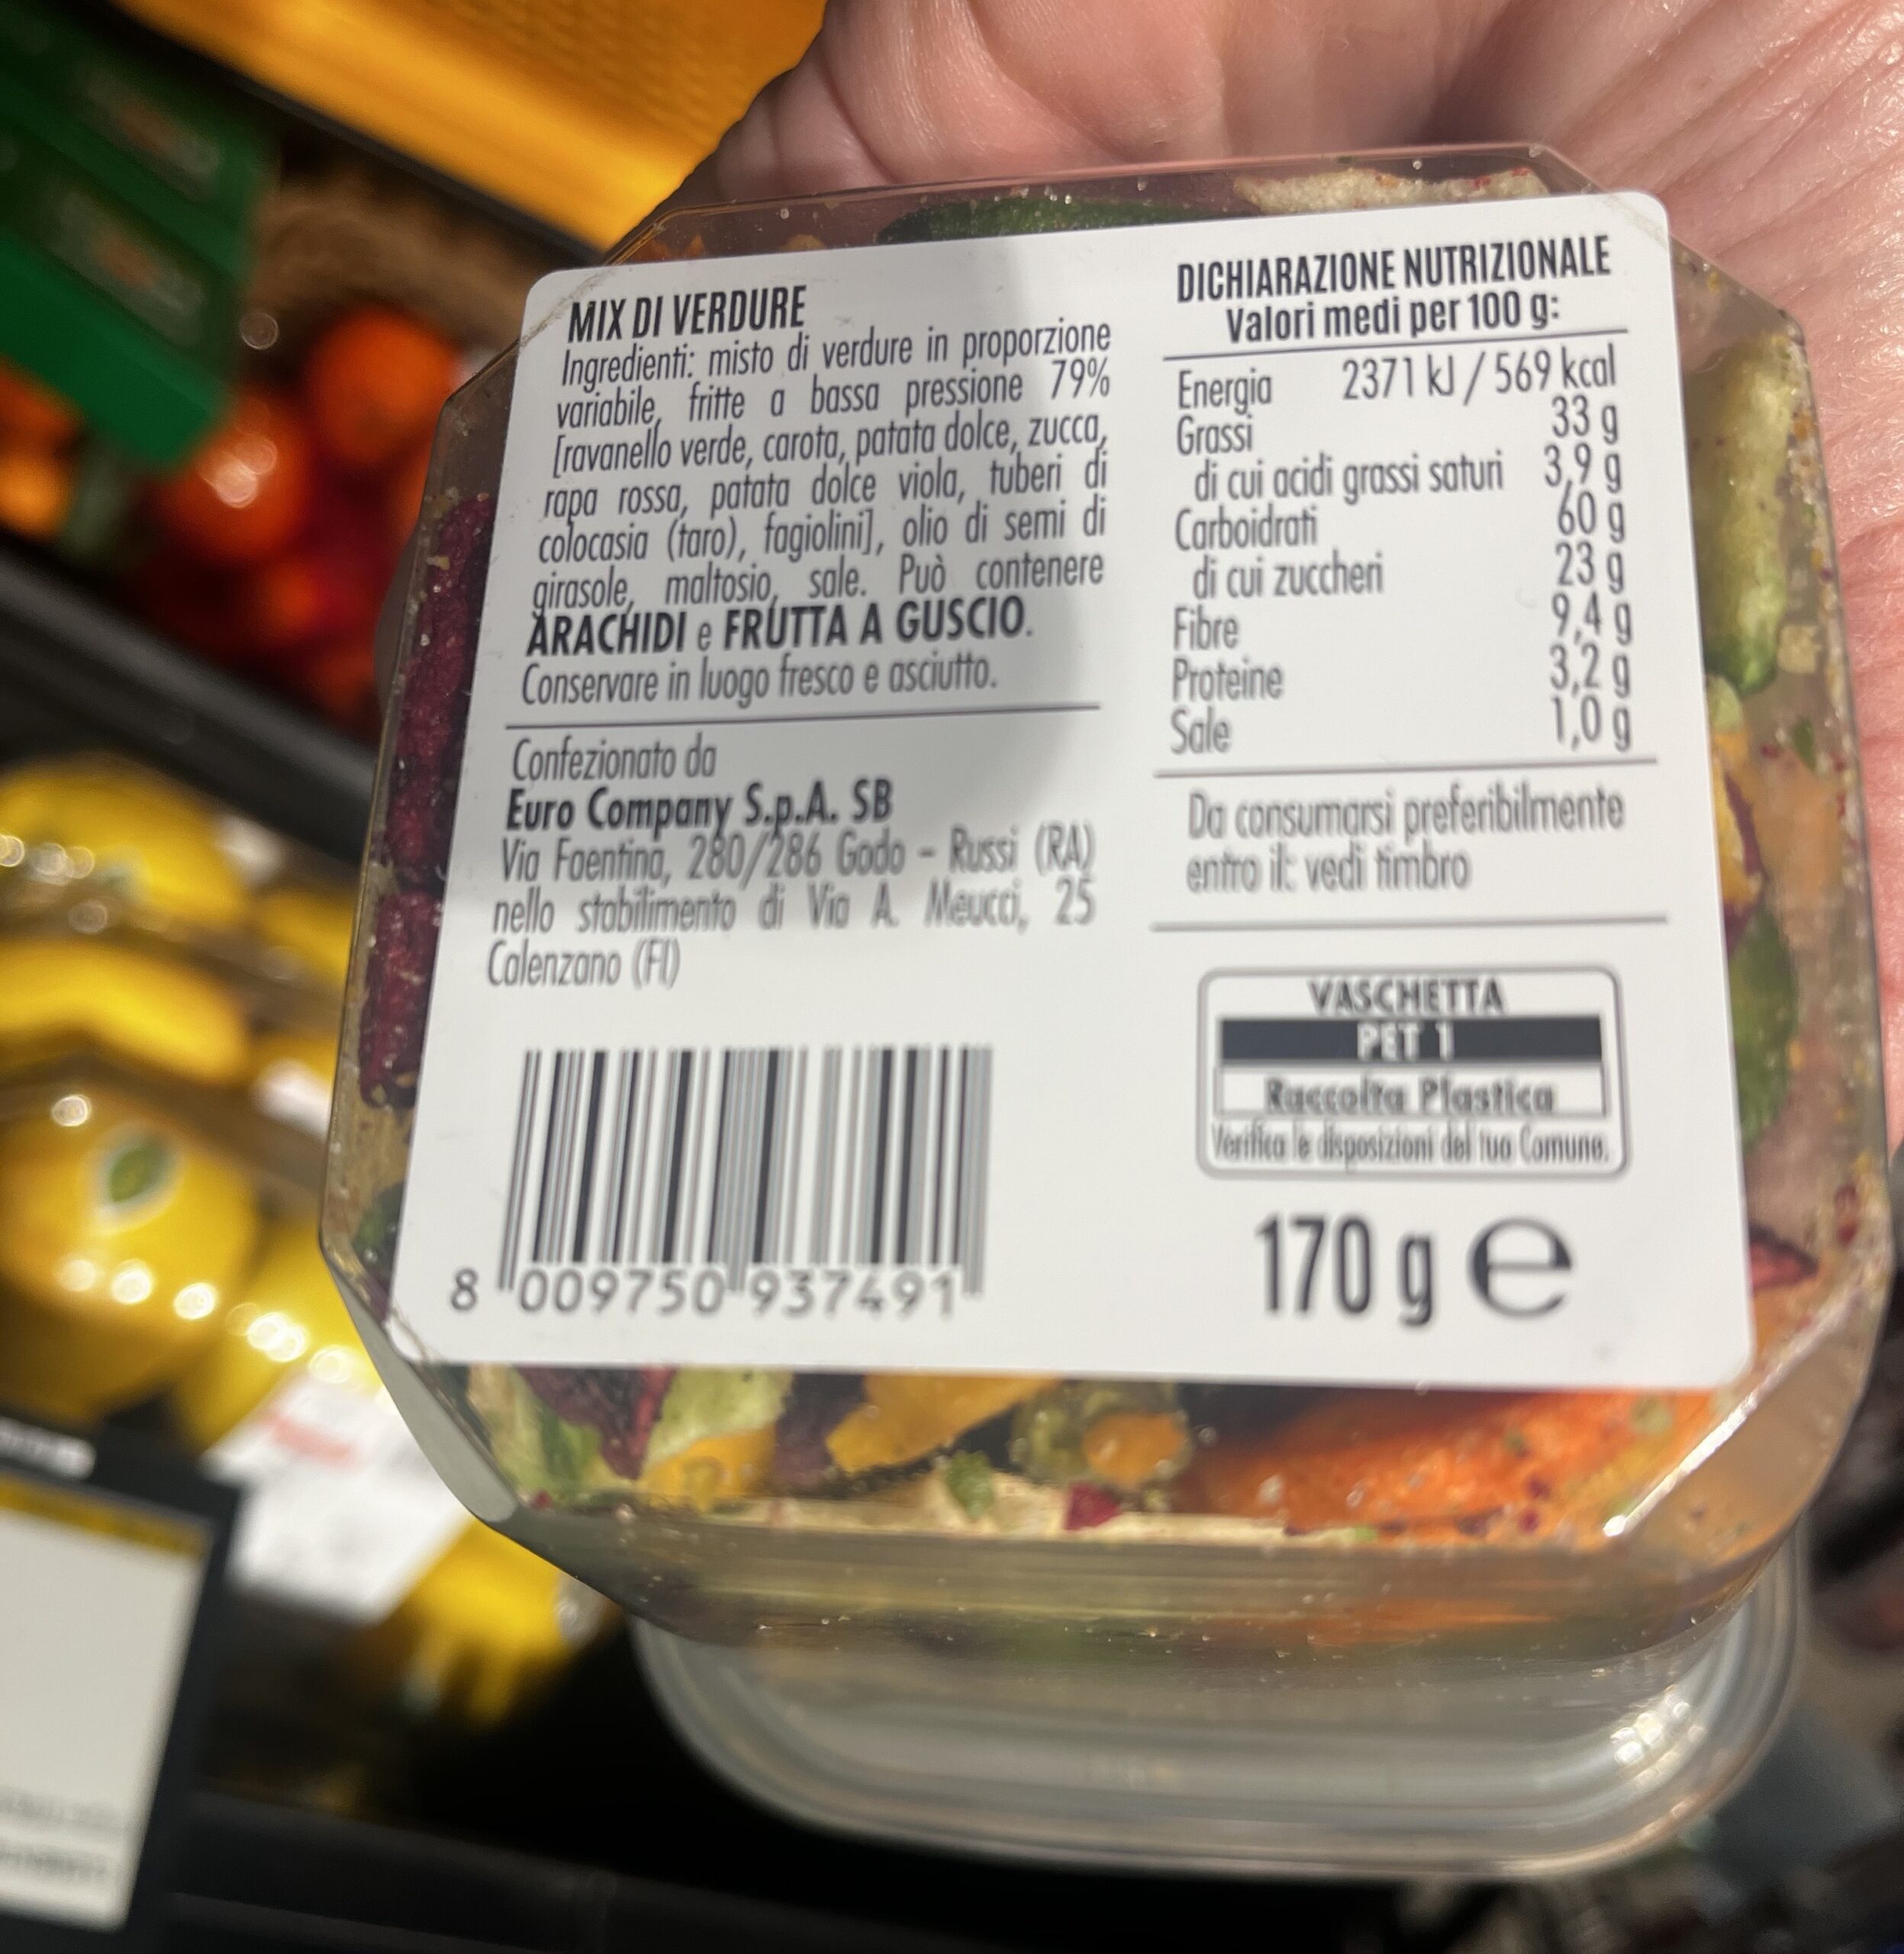 MIX DI VERDURE
Ingredienti: misto di verdure in proporzione
variabile, fritte a bassa pressione 79%
[ravanello verde, carota, patata dolce, zucca,
rapa rossa, patata dolce viola, tuberi di
colocasia (taro), fagiolini], olio di semi di
girasole, maltosio, sale. Può contenere
ARACHIDI e FRUTTA A GUSCIO.
Conservare in luogo fresco e asciutto.
Confezionato da
Euro Company S.p.A. SB
Via Faentina, 280/286 Godo - Russi (RA)
nello stabilimento di Via A. Meucci, 25
Calenzano (FI)
8 009750 937491
DICHIARAZIONE NUTRIZIONALE
Valori medi per 100 g:
Energia 2371 kJ / 569 kcal
Grassi 33 g
di cui acidi grassi saturi 3,9 g
Carboidrati 60 g
di cui zuccheri 23 g
Fibre 9,4 g
Proteine 3,2 g
Sale 1,0 g
Da consumarsi preferibilmente
entro il: vedi timbro
VASCHETTA
PET 1
Raccolta Plastica
Verifica le disposizioni del tuo Comune.
170 g e